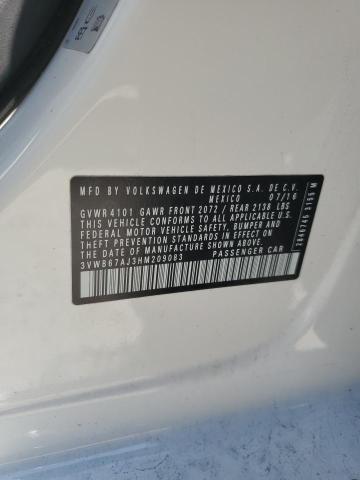 MFD.BY VOLKSWAGEN DE MEXICO S.A. DE C.V.
MEXICO 07/16
GVWR 4101 GAWR FRONT 2072 / REAR 2138 LBS
THIS VEHICLE CONFORMS TO ALL APPLICABLE
FEDERAL MOTOR VEHICLE SAFETY, BUMPER AND
THEFT PREVENTION STANDARDS IN EFFECT ON THE
DATE OF MANUFACTURE SHOWN ABOVE.
3VWB67AJ3HM209083 PASSENGER CAR